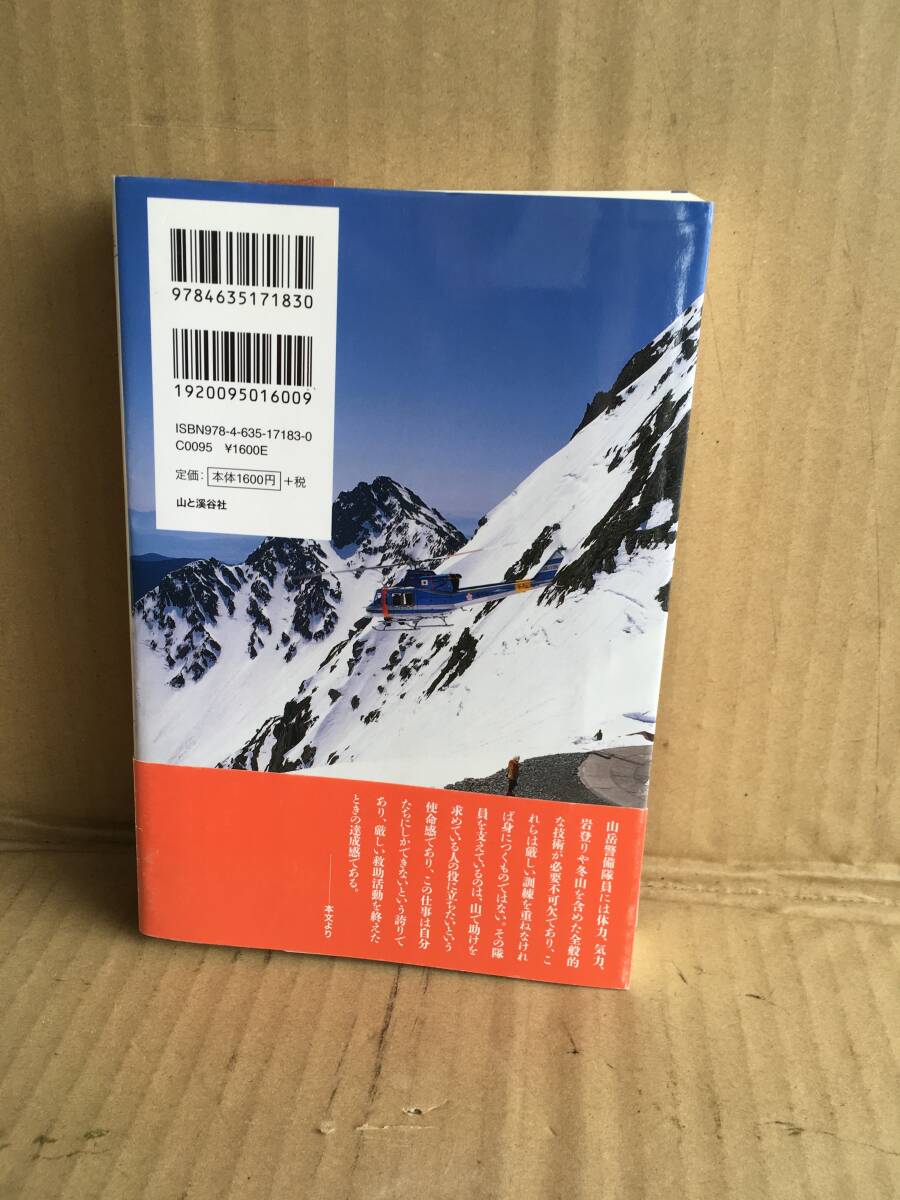 9784635171830
1920095016009
ISBN978-4-635-17183-0
C0095 ¥1600E
定価：本体1600円＋税
山と溪谷社
山岳警備隊員には体力、気力、
岩登りや冬山を含めた全般的
な技術が必要不可欠であり、こ
れらは厳しい訓練を重ねなけれ
ば身につくものではない。その隊
員を支えているのは、山で助けを
求めている人の役に立ちたいという
使命感であり、この仕事は自分
たちにしかできないという誇りで
あり、厳しい救助活動を終えた
ときの達成感である。
――本文より